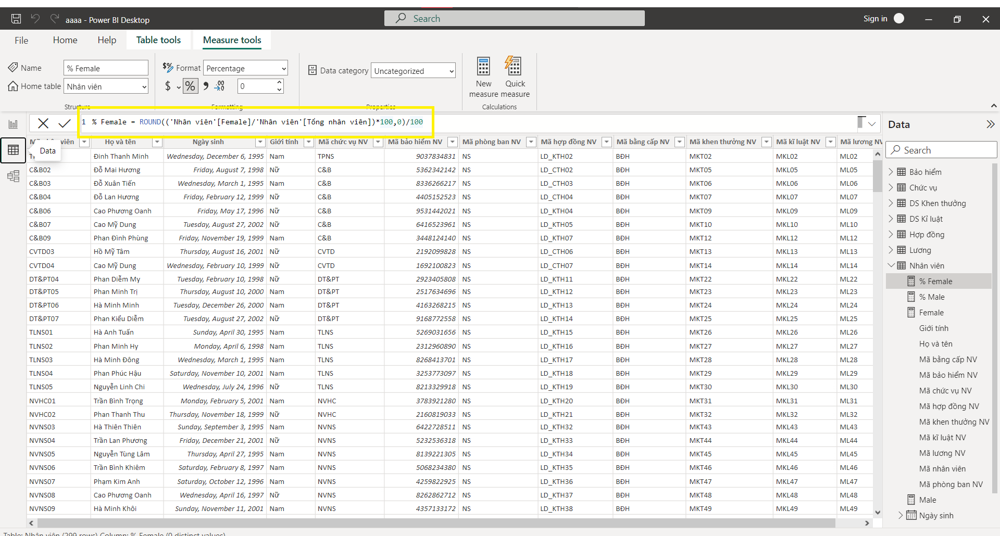 aaaa - Power BI Desktop
Search
Sign in
File Home Help Table tools Measure tools
Name % Female
Home table Nhân viên
Structure
Format Percentage
$ % , .00 0
Formatting
Data category Uncategorized
Properties
New measure
Quick measure
Calculations
1 % Female = ROUND(('Nhân viên'[Female]/'Nhân viên'[Tổng nhân viên])*100,0)/100
Data
viên Họ và tên Ngày sinh Giới tính Mã chức vụ NV Mã bảo hiểm NV Mã phòng ban NV Mã hợp đồng NV Mã bằng cấp NV Mã khen thưởng NV Mã kỉ luật NV Mã lương NV
Đinh Thanh Minh Wednesday, December 6, 1995 Nam TPNS 9037834831 NS LD_KTH02 BĐH MKT02 MKL02 ML02
C&B02 Đỗ Mai Hương Friday, August 7, 1998 Nữ C&B 5362342142 NS LD_CTH02 BĐH MKT05 MKL05 ML05
C&B03 Đỗ Xuân Tiến Wednesday, March 1, 1995 Nam C&B 8336266217 NS LD_CTH03 BĐH MKT06 MKL06 ML06
C&B04 Đỗ Lan Hương Friday, February 12, 1999 Nữ C&B 4405152523 NS LD_CTH04 BĐH MKT07 MKL07 ML07
C&B06 Cao Phương Oanh Friday, May 17, 1996 Nữ C&B 9531442021 NS LD_KTH04 BĐH MKT09 MKL09 ML09
C&B07 Cao Mỹ Dung Tuesday, August 27, 2002 Nữ C&B 6416523961 NS LD_KTH05 BĐH MKT10 MKL10 ML10
C&B09 Phan Đình Phùng Friday, November 19, 1999 Nam C&B 3448124140 NS LD_KTH07 BĐH MKT12 MKL12 ML12
CVTD03 Hồ Mỹ Tâm Thursday, August 16, 2001 Nữ CVTD 2192099828 NS LD_CTH06 BĐH MKT13 MKL13 ML13
CVTD04 Cao Mỹ Dung Wednesday, February 10, 1999 Nữ CVTD 1692100823 NS LD_CTH07 BĐH MKT14 MKL14 ML14
DT&PT04 Phan Diễm My Tuesday, February 10, 1998 Nữ DT&PT 2923405808 NS LD_KTH11 BĐH MKT22 MKL22 ML22
DT&PT05 Phan Minh Trị Thursday, August 10, 2000 Nam DT&PT 2517634696 NS LD_KTH12 BĐH MKT23 MKL23 ML23
DT&PT06 Hà Minh Minh Tuesday, December 26, 2000 Nam DT&PT 4163268215 NS LD_KTH13 BĐH MKT24 MKL24 ML24
DT&PT07 Phan Kiểu Diễm Tuesday, August 27, 2002 Nữ DT&PT 9168772558 NS LD_KTH14 BĐH MKT25 MKL25 ML25
TLNS01 Hà Anh Tuấn Sunday, April 30, 1995 Nam TLNS 5269031656 NS LD_KTH15 BĐH MKT26 MKL26 ML26
TLNS02 Phan Minh Hy Monday, April 6, 1998 Nam TLNS 2312960890 NS LD_KTH16 BĐH MKT27 MKL27 ML27
TLNS03 Hà Minh Đông Wednesday, March 1, 1995 Nam TLNS 8268413701 NS LD_KTH17 BĐH MKT28 MKL28 ML28
TLNS04 Phan Phúc Hậu Saturday, November 10, 2001 Nam TLNS 3253773097 NS LD_KTH18 BĐH MKT29 MKL29 ML29
TLNS05 Nguyễn Linh Chi Wednesday, July 24, 1996 Nữ TLNS 8213329918 NS LD_KTH19 BĐH MKT30 MKL30 ML30
NVHC01 Trần Bình Trọng Monday, February 5, 2001 Nam NVHC 3783921280 NS LD_KTH20 BĐH MKT31 MKL31 ML31
NVHC02 Phan Thanh Thu Thursday, November 18, 1999 Nữ NVHC 2160819033 NS LD_KTH21 BĐH MKT32 MKL32 ML32
NVNS03 Hà Thiên Thiên Sunday, September 3, 1995 Nam NVNS 6422728511 NS LD_KTH32 BĐH MKT43 MKL43 ML43
NVNS04 Trần Lan Phương Friday, December 21, 2001 Nữ NVNS 5232536318 NS LD_KTH33 BĐH MKT44 MKL44 ML44
NVNS05 Nguyễn Tùng Lâm Thursday, April 27, 1995 Nam NVNS 8139221305 NS LD_KTH34 BĐH MKT45 MKL45 ML45
NVNS06 Trần Bình Khiêm Saturday, February 8, 1997 Nam NVNS 5068234380 NS LD_KTH35 BĐH MKT46 MKL46 ML46
NVNS07 Phạm Kim Anh Saturday, October 12, 1996 Nam NVNS 4259822925 NS LD_KTH36 BĐH MKT47 MKL47 ML47
NVNS08 Cao Phương Oanh Wednesday, April 16, 1997 Nữ NVNS 8262862712 NS LD_KTH37 BĐH MKT48 MKL48 ML48
NVNS09 Hà Minh Khôi Sunday, November 11, 2001 Nam NVNS 4357133172 NS LD_KTH38 BĐH MKT49 MKL49 ML49
Data
Search
Bảo hiểm
Chức vụ
DS Khen thưởng
DS Kỉ luật
Hợp đồng
Lương
Nhân viên
% Female
% Male
Female
Giới tính
Họ và tên
Mã bằng cấp NV
Mã bảo hiểm NV
Mã chức vụ NV
Mã hợp đồng NV
Mã khen thưởng NV
Mã kĩ luật NV
Mã lương NV
Mã nhân viên
Mã phòng ban NV
Male
Ngày sinh
Table: Nhân viên (299 rows) Column: % Female (0 distinct values)